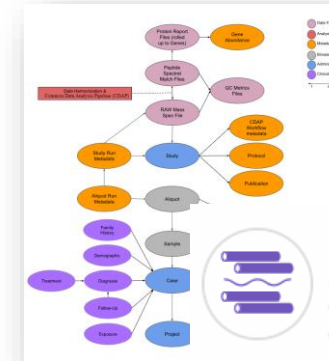 Protein Report
Files (rolled
up to Genes)
Gene
Abundance
Peptide
Spectral
Match Files
Data Harmonization &
Common Data Analysis Pipeline (CDAP)
QC Metrics
Files
RAW Mass
Spec File
CDAP
Workflow
metadata
Study Run
Metadata
Study
Protocol
Publication
Aliquot Run
Metadata
Aliquot
Family
History
Sample
Demographic
Treatment
Diagnosis
Case
Follow-Up
Exposure
Project